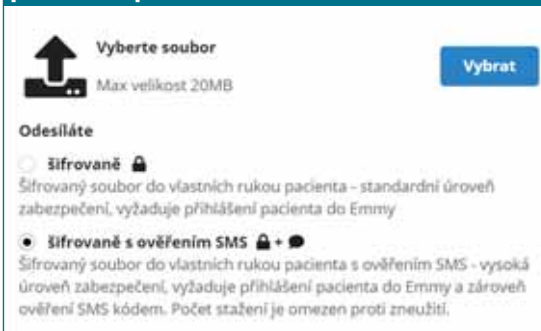 Vyberte soubor
Max velikost 20MB
Vybrat
Odesíláte
šifrovaně
Šifrovaný soubor do vlastních rukou pacienta - standardní úroveň
zabezpečení, vyžaduje přihlášení pacienta do Emmy
šifrovaně s ověřením SMS +
Šifrovaný soubor do vlastních rukou pacienta s ověřením SMS - vysoká
úroveň zabezpečení, vyžaduje přihlášení pacienta do Emmy a zároveň
ověření SMS kódem. Počet stažení je omezen proti zneužití.